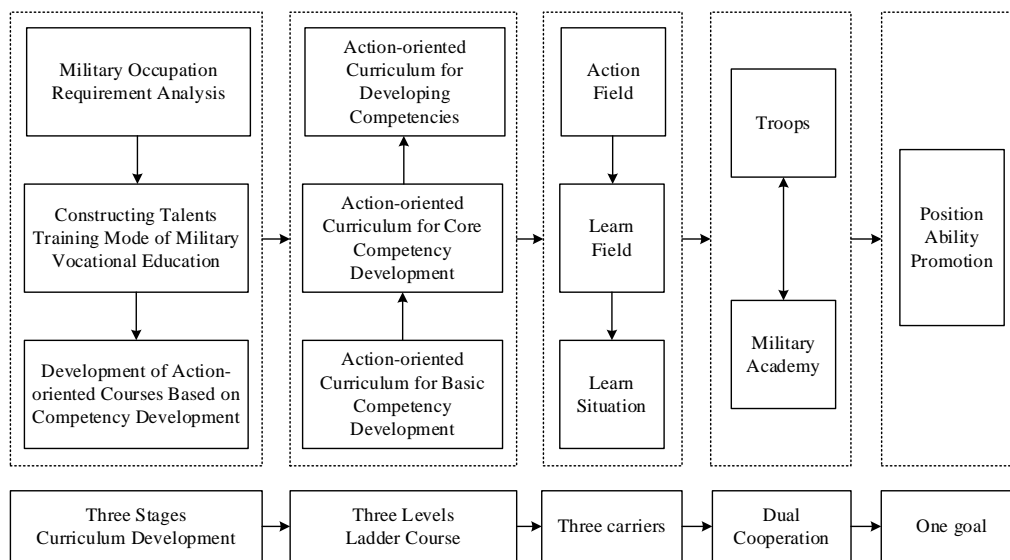 Military Occupation
Requirement Analysis
Constructing Talents
Training Mode of Military
Vocational Education
Development of Action-
oriented Courses Based on
Competency Development
Action-oriented
Curriculum for
Developing
Competencies
Action-oriented
Curriculum for Core
Competency
Development
Action-oriented
Curriculum for Basic
Competency
Development
Action
Field
Learn
Field
Learn
Situation
Troops
Military
Academy
Position
Ability
Promotion
Three Stages
Curriculum Development
Three Levels
Ladder Course
Three carriers
Dual
Cooperation
One goal